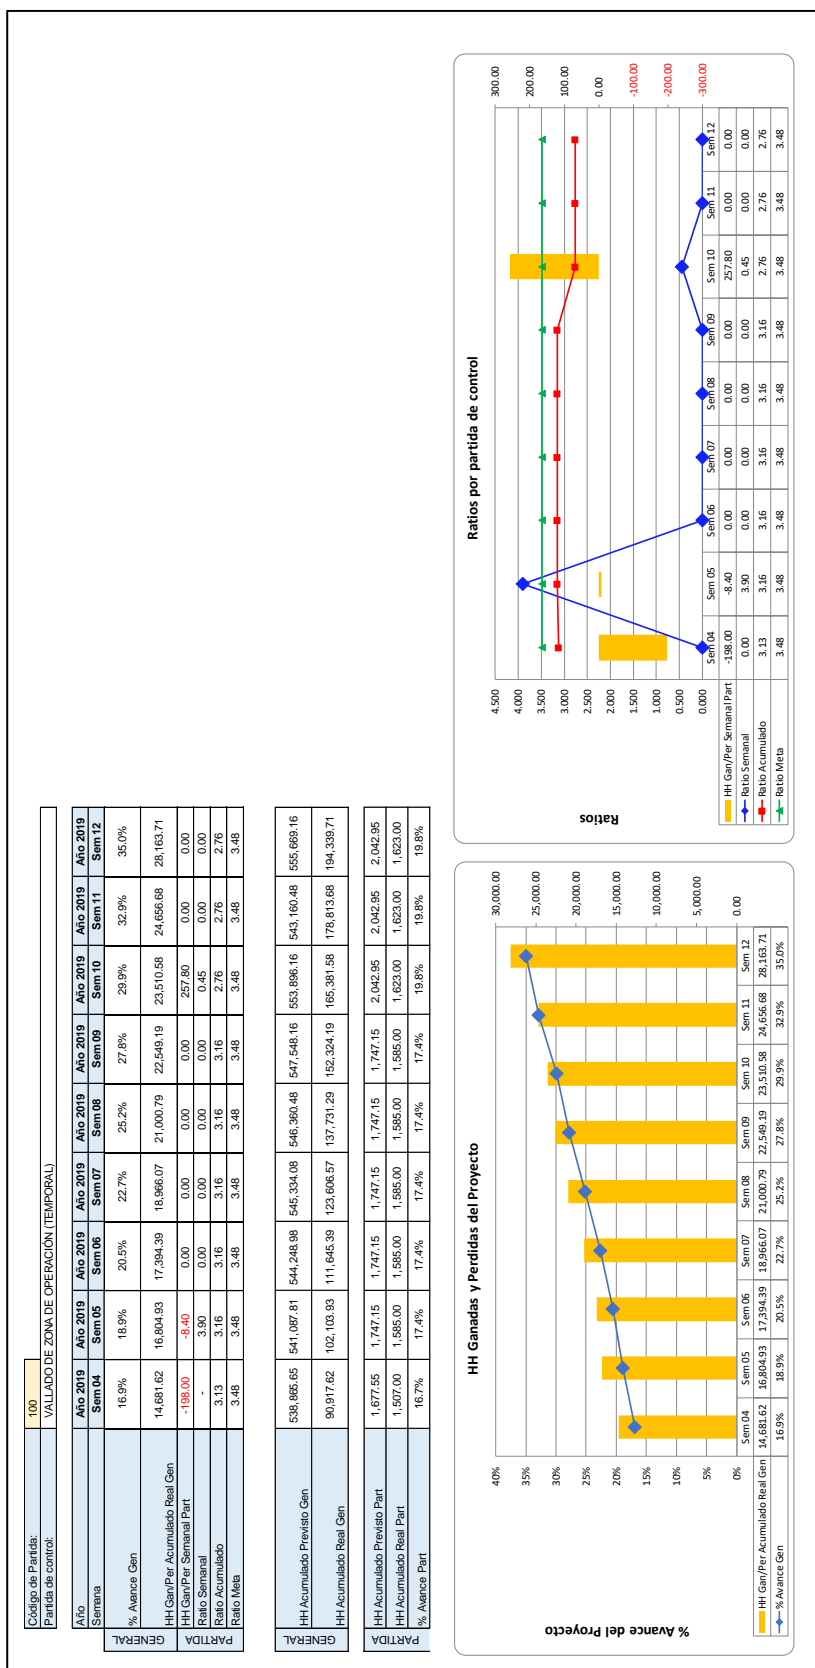 Código de Partida: 100
Partida de control: VALLADO DE ZONA DE OPERACIÓN (TEMPORAL)
Año Año 2019 Año 2019 Año 2019 Año 2019 Año 2019 Año 2019 Año 2019 Año 2019 Año 2019
Semana Sem 04 Sem 05 Sem 06 Sem 07 Sem 08 Sem 09 Sem 10 Sem 11 Sem 12
GENERAL
% Avance Gen 16.9% 18.9% 20.5% 22.7% 25.2% 27.8% 29.9% 32.9% 35.0%
HH Gan/Per Acumulado Real Gen 14,681.62 16,804.93 17,394.39 18,966.07 21,000.79 22,549.19 23,510.58 24,656.68 28,163.71
PARTIDA
HH Gan/Per Semanal Part -198.00 -8.40 0.00 0.00 0.00 0.00 257.80 0.00 0.00
Ratio Semanal - 3.90 0.00 0.00 0.00 0.00 0.45 0.00 0.00
Ratio Acumulado 3.13 3.16 3.16 3.16 3.16 3.16 2.76 2.76 2.76
Ratio Meta 3.48 3.48 3.48 3.48 3.48 3.48 3.48 3.48 3.48
GENERAL
HH Acumulado Previsto Gen 538,865.65 541,087.81 544,248.98 545,334.08 546,360.48 547,548.16 553,896.16 543,160.48 555,669.16
HH Acumulado Real Gen 90,917.62 102,103.93 111,645.39 123,606.57 137,731.29 152,324.19 165,381.58 178,813.68 194,339.71
PARTIDA
HH Acumulado Previsto Part 1,677.55 1,747.15 1,747.15 1,747.15 1,747.15 1,747.15 2,042.95 2,042.95 2,042.95
HH Acumulado Real Part 1,507.00 1,585.00 1,585.00 1,585.00 1,585.00 1,585.00 1,623.00 1,623.00 1,623.00
% Avance Part 16.7% 17.4% 17.4% 17.4% 17.4% 17.4% 19.8% 19.8% 19.8%
HH Ganadas y Perdidas del Proyecto
% Avance del Proyecto
40%
35%
30%
25%
20%
15%
10%
5%
0%
30,000.00
25,000.00
20,000.00
15,000.00
10,000.00
5,000.00
0.00
Sem 04 Sem 05 Sem 06 Sem 07 Sem 08 Sem 09 Sem 10 Sem 11 Sem 12
HH Gan/Per Acumulado Real Gen 14,681.62 16,804.93 17,394.39 18,966.07 21,000.79 22,549.19 23,510.58 24,656.68 28,163.71
% Avance Gen 16.9% 18.9% 20.5% 22.7% 25.2% 27.8% 29.9% 32.9% 35.0%
Ratios por partida de control
Ratios
4.500
4.000
3.500
3.000
2.500
2.000
1.500
1.000
0.500
0.000
300.00
200.00
100.00
0.00
-100.00
-200.00
-300.00
Sem 04 Sem 05 Sem 06 Sem 07 Sem 08 Sem 09 Sem 10 Sem 11 Sem 12
HH Gan/Per Semanal Part -198.00 -8.40 0.00 0.00 0.00 0.00 257.80 0.00 0.00
Ratio Semanal 0.00 3.90 0.00 0.00 0.00 0.00 0.45 0.00 0.00
Ratio Acumulado 3.13 3.16 3.16 3.16 3.16 3.16 2.76 2.76 2.76
Ratio Meta 3.48 3.48 3.48 3.48 3.48 3.48 3.48 3.48 3.48